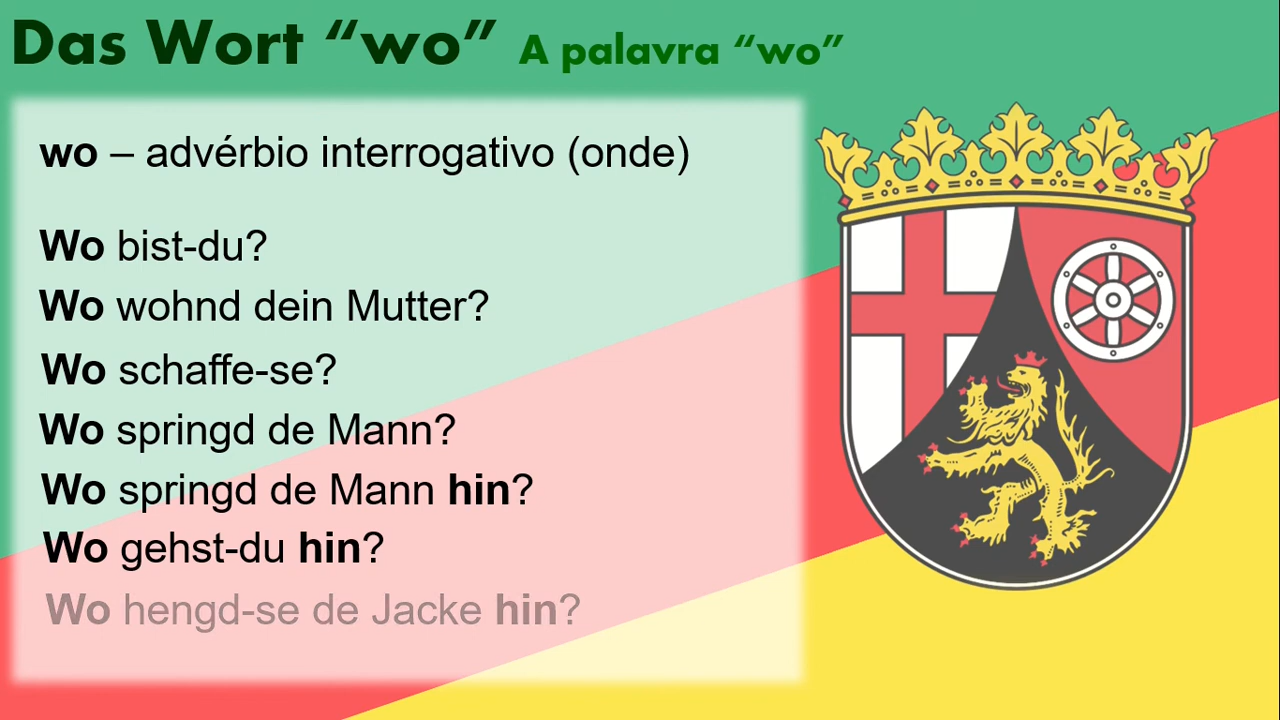 Das Wort “wo” A palavra “wo”
wo – advérbio interrogativo (onde)
Wo bist-du?
Wo wohnd dein Mutter?
Wo schaffe-se?
Wo springd de Mann?
Wo springd de Mann hin?
Wo gehst-du hin?
Wo hengd-se de Jacke hin?